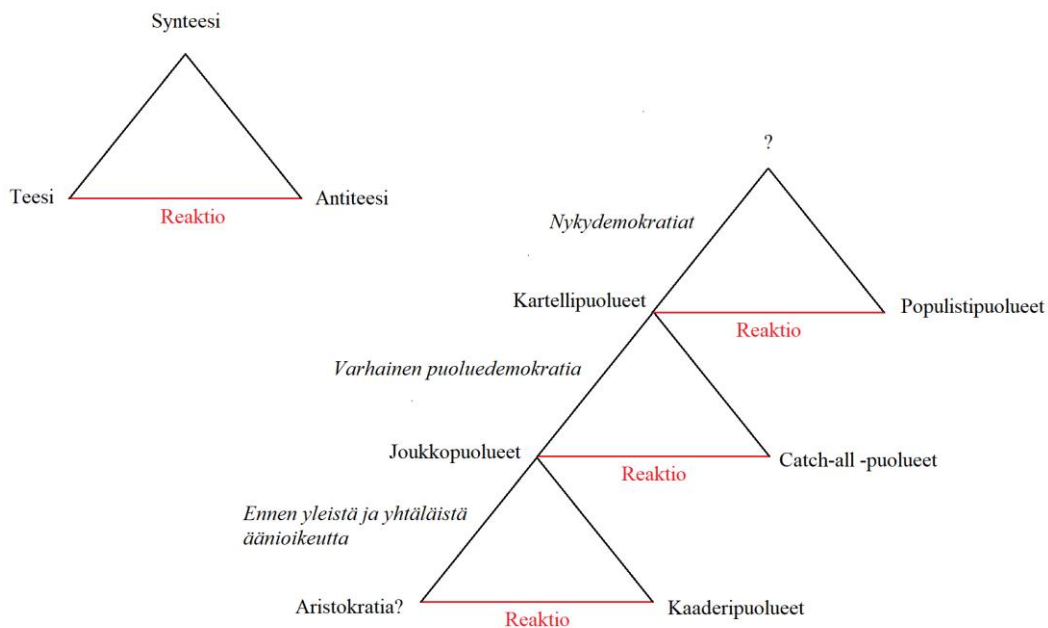 Synteesi
Teesi
Antiteesi
Reaktio
?
Nykydemokratiat
Kartellipuolueet
Populistipuolueet
Reaktio
Varhainen puoluedemokratia
Joukkopuolueet
Catch-all -puolueet
Reaktio
Ennen yleistä ja yhtäläistä
äänioikeutta
Aristokratia?
Kaaderipuolueet
Reaktio